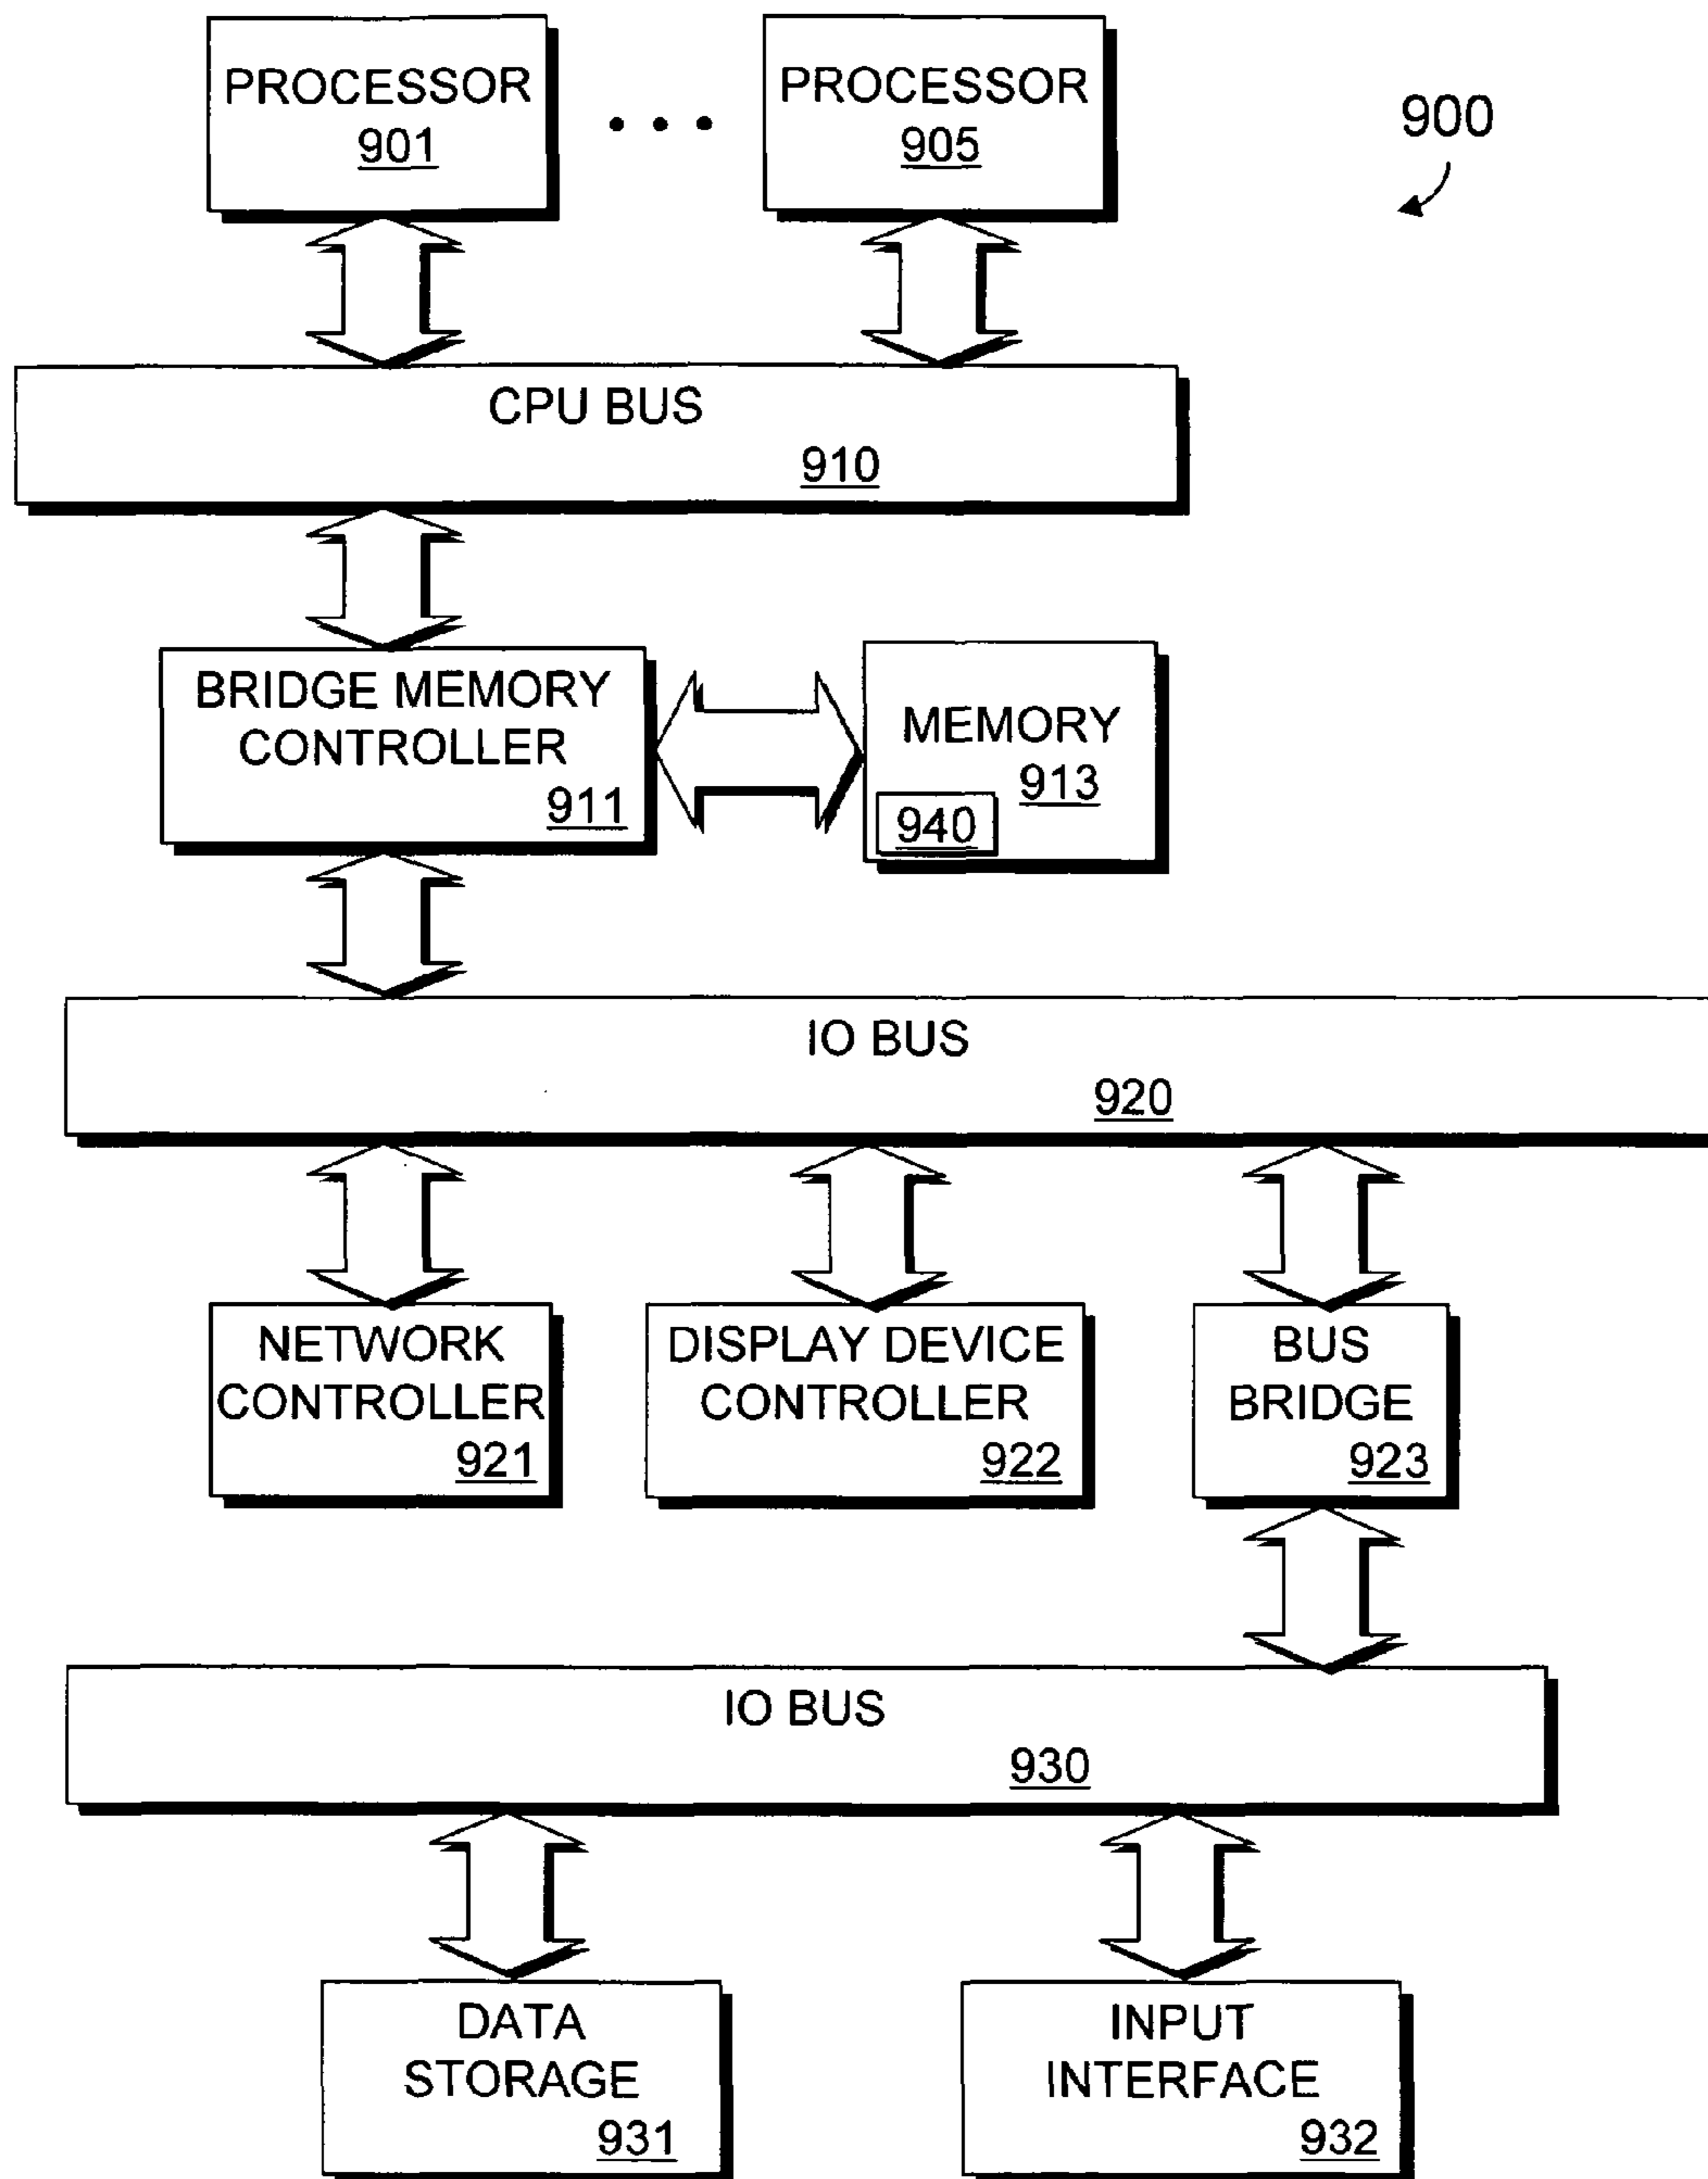 PROCESSOR
901
PROCESSOR
905
900
CPU BUS
910
BRIDGE MEMORY
CONTROLLER
911
MEMORY
913
940
IO BUS
920
NETWORK
CONTROLLER
921
DISPLAY DEVICE
CONTROLLER
922
BUS
BRIDGE
923
IO BUS
930
DATA
STORAGE
931
INPUT
INTERFACE
932